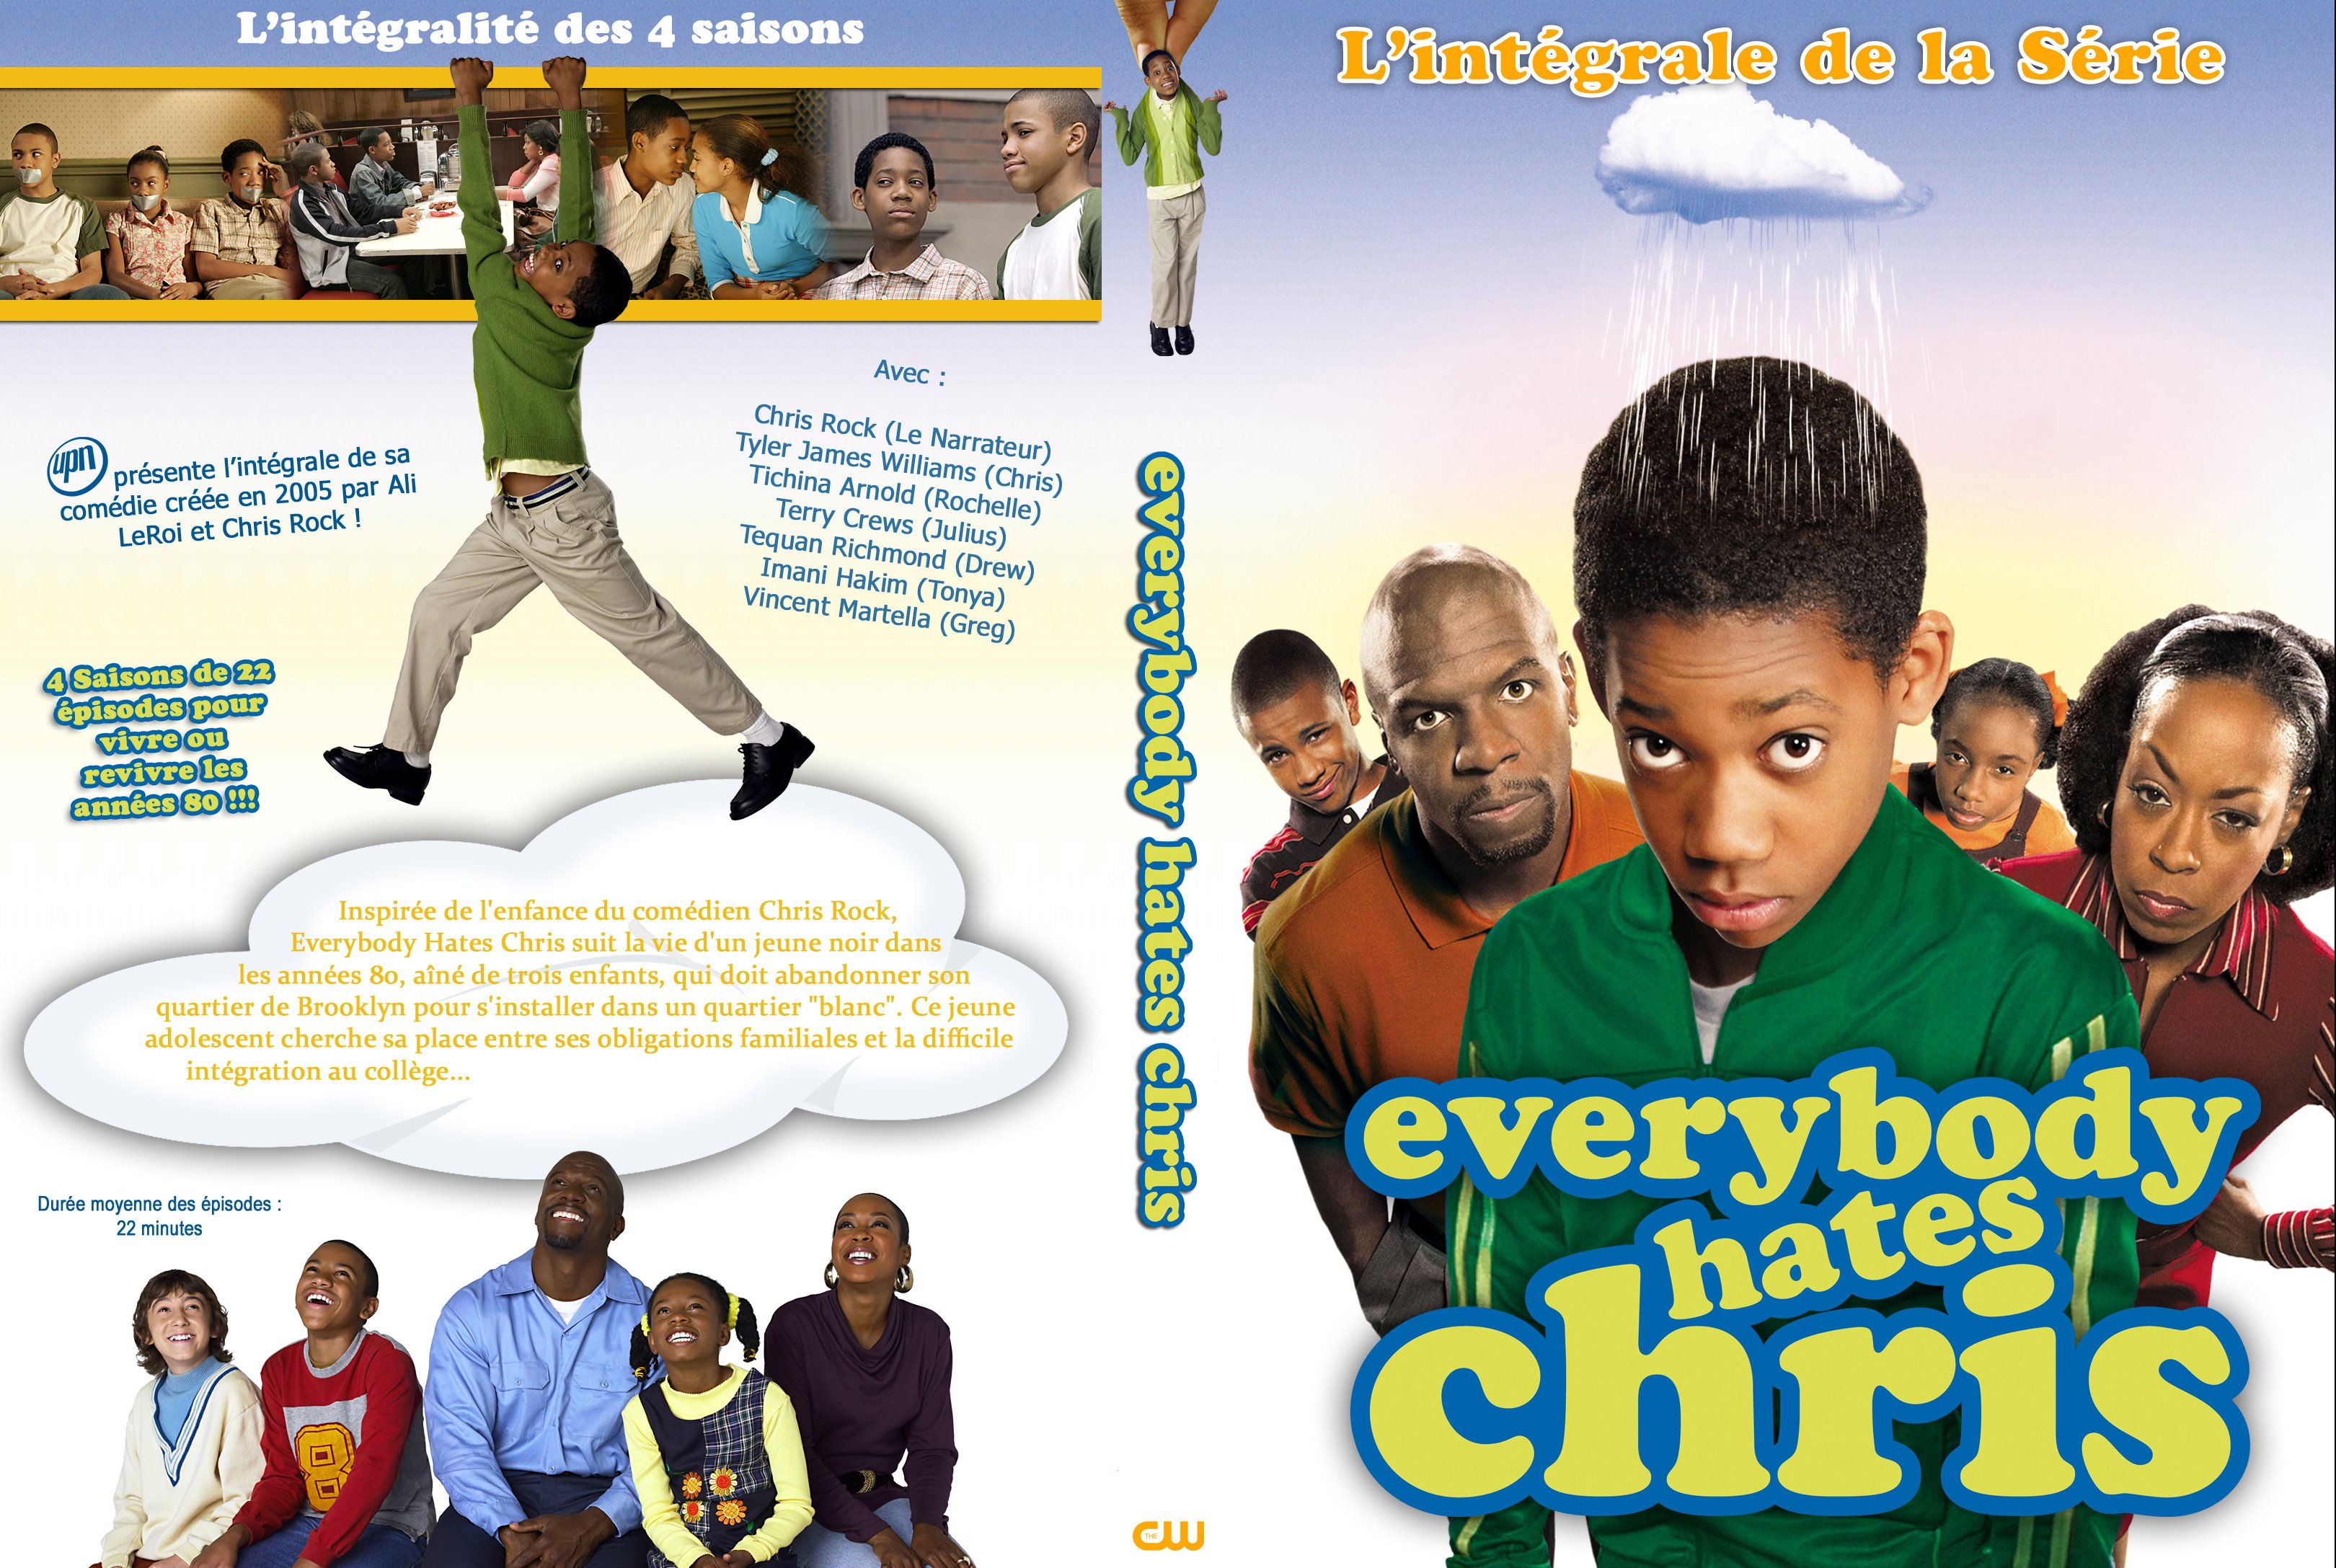 L'intégralité des 4 saisons
upn présente l'intégrale de sa
comédie créée en 2005 par Ali
LeRoi et Chris Rock !
Avec :
Chris Rock (Le Narrateur)
Tyler James Williams (Chris)
Tichina Arnold (Rochelle)
Terry Crews (Julius)
Tequan Richmond (Drew)
Imani Hakim (Tonya)
Vincent Martella (Greg)
4 Saisons de 22
épisodes pour
vivre ou
revivre les
années 80 !!!
Inspirée de l'enfance du comédien Chris Rock,
Everybody Hates Chris suit la vie d'un jeune noir dans
les années 80, aîné de trois enfants, qui doit abandonner son
quartier de Brooklyn pour s'installer dans un quartier "blanc". Ce jeune
adolescent cherche sa place entre ses obligations familiales et la difficile
intégration au collège...
Durée moyenne des épisodes :
22 minutes
8
everybody hates chris
THE CW
L'intégrale de la Série
everybody
hates
chris